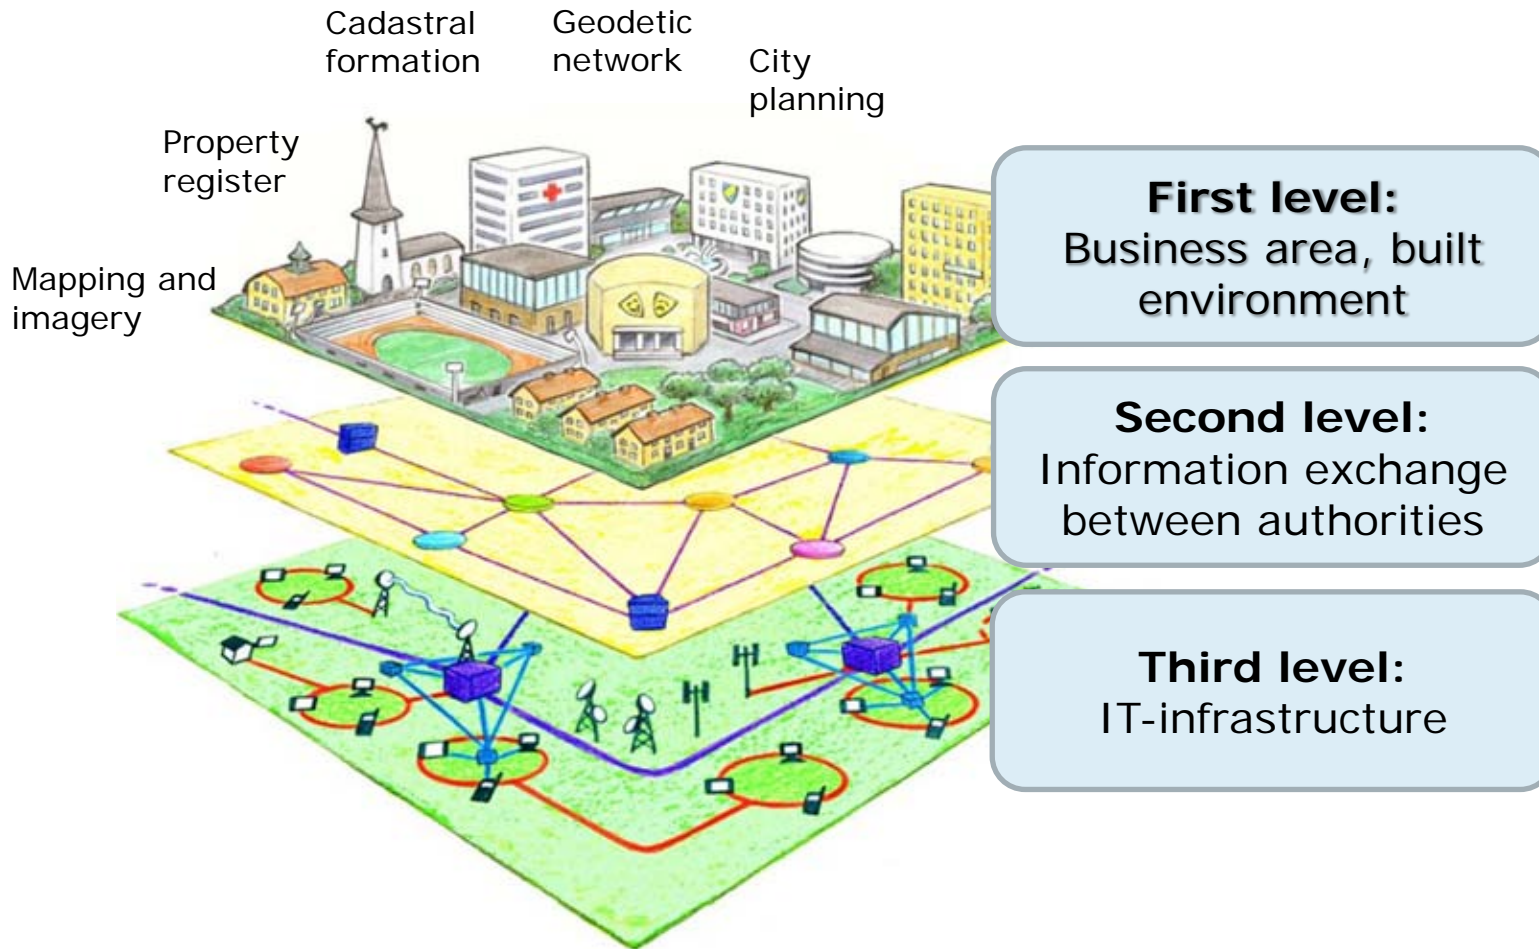 Cadastral
formation
Geodetic
network
City
planning
Property
register
Mapping and
imagery
First level:
Business area, built
environment
Second level:
Information exchange
between authorities
Third level:
IT-infrastructure